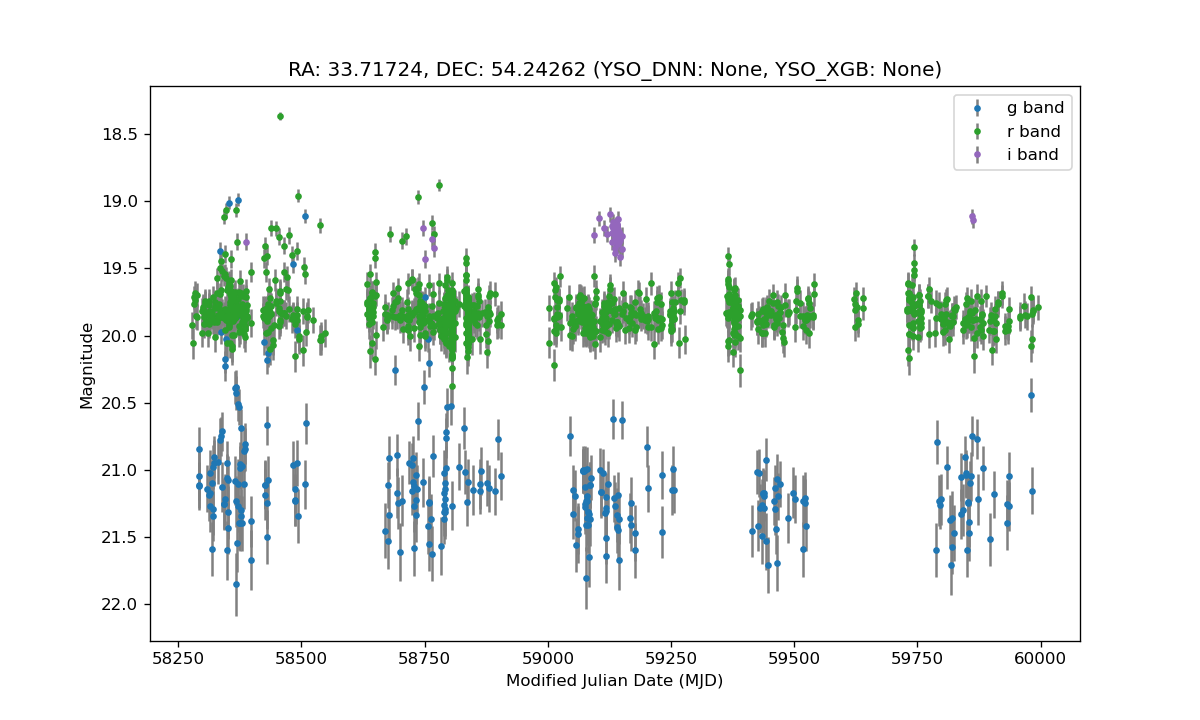 RA: 33.71724, DEC: 54.24262 (YSO_DNN: None, YSO_XGB: None)
g band
r band
i band
18.5
19.0
19.5
20.0
20.5
21.0
21.5
22.0
Magnitude
58250 58500 58750 59000 59250 59500 59750 60000
Modified Julian Date (MJD)